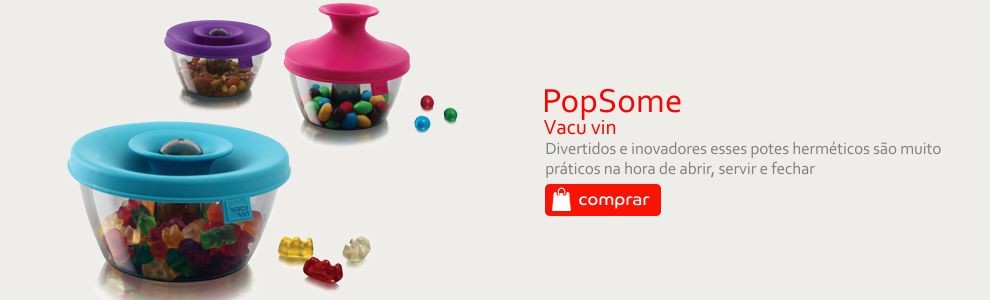 PopSome
Vacu vin
Divertidos e inovadores esses potes herméticos são muito
práticos na hora de abrir, servir e fechar
comprar
vacu
vin